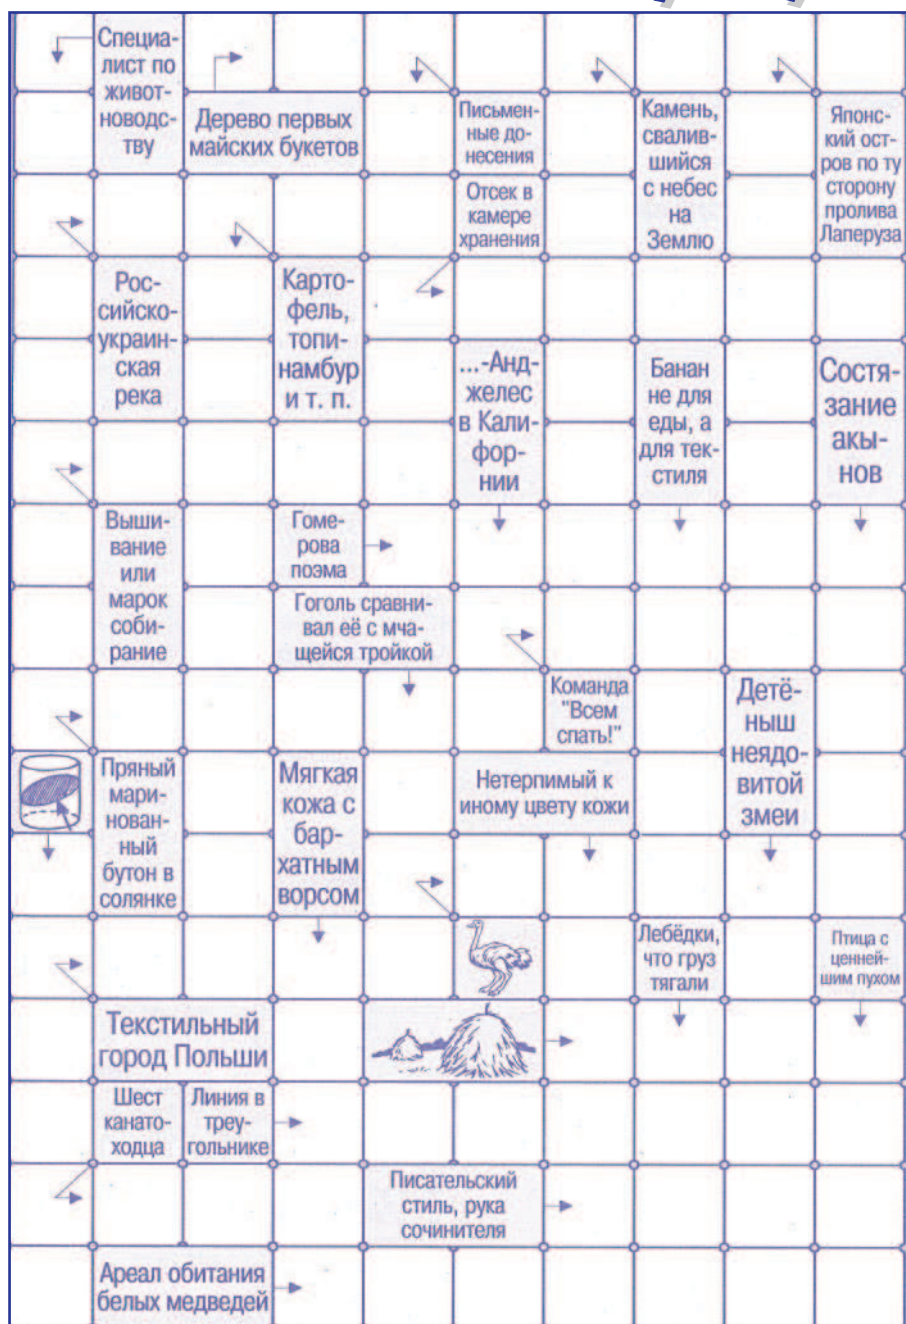 Специа-
лист по
живот-
новодс-
тву
Дерево первых
майских букетов
Письмен-
ные до-
несения
Камень,
свалив-
шийся
с небес
на
Землю
Японс-
кий ост-
ров по ту
сторону
пролива
Лаперуза
Отсек в
камере
хранения
Рос-
сийско-
украин-
ская
река
Карто-
фель,
топи-
намбур
и т. п.
...-Анд-
желес
в Кали-
фор-
нии
Банан
не для
еды, а
для тек-
стиля
Состя-
зание
акы-
нов
Выши-
вание
или
марок
соби-
рание
Гоме-
рова
поэма
Гоголь сравни-
вал её с мча-
щейся тройкой
Команда
"Всем
спать!"
Детё-
ныш
неядо-
витой
змеи
Пряный
мари-
нован-
ный
бутон в
солянке
Мягкая
кожа с
бар-
хатным
ворсом
Нетерпимый к
иному цвету кожи
Лебёдки,
что груз
тягали
Птица с
ценней-
шим пухом
Текстильный
город Польши
Шест
канато-
ходца
Линия в
треу-
гольнике
Писательский
стиль, рука
сочинителя
Ареал обитания
белых медведей